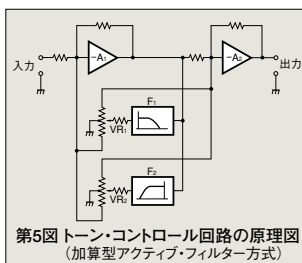 入力
−A₁
−A₂
出力
F₁
VR₁
F₂
VR₂
第5図 トーン・コントロール回路の原理図
(加算型アクティブ・フィルター方式)